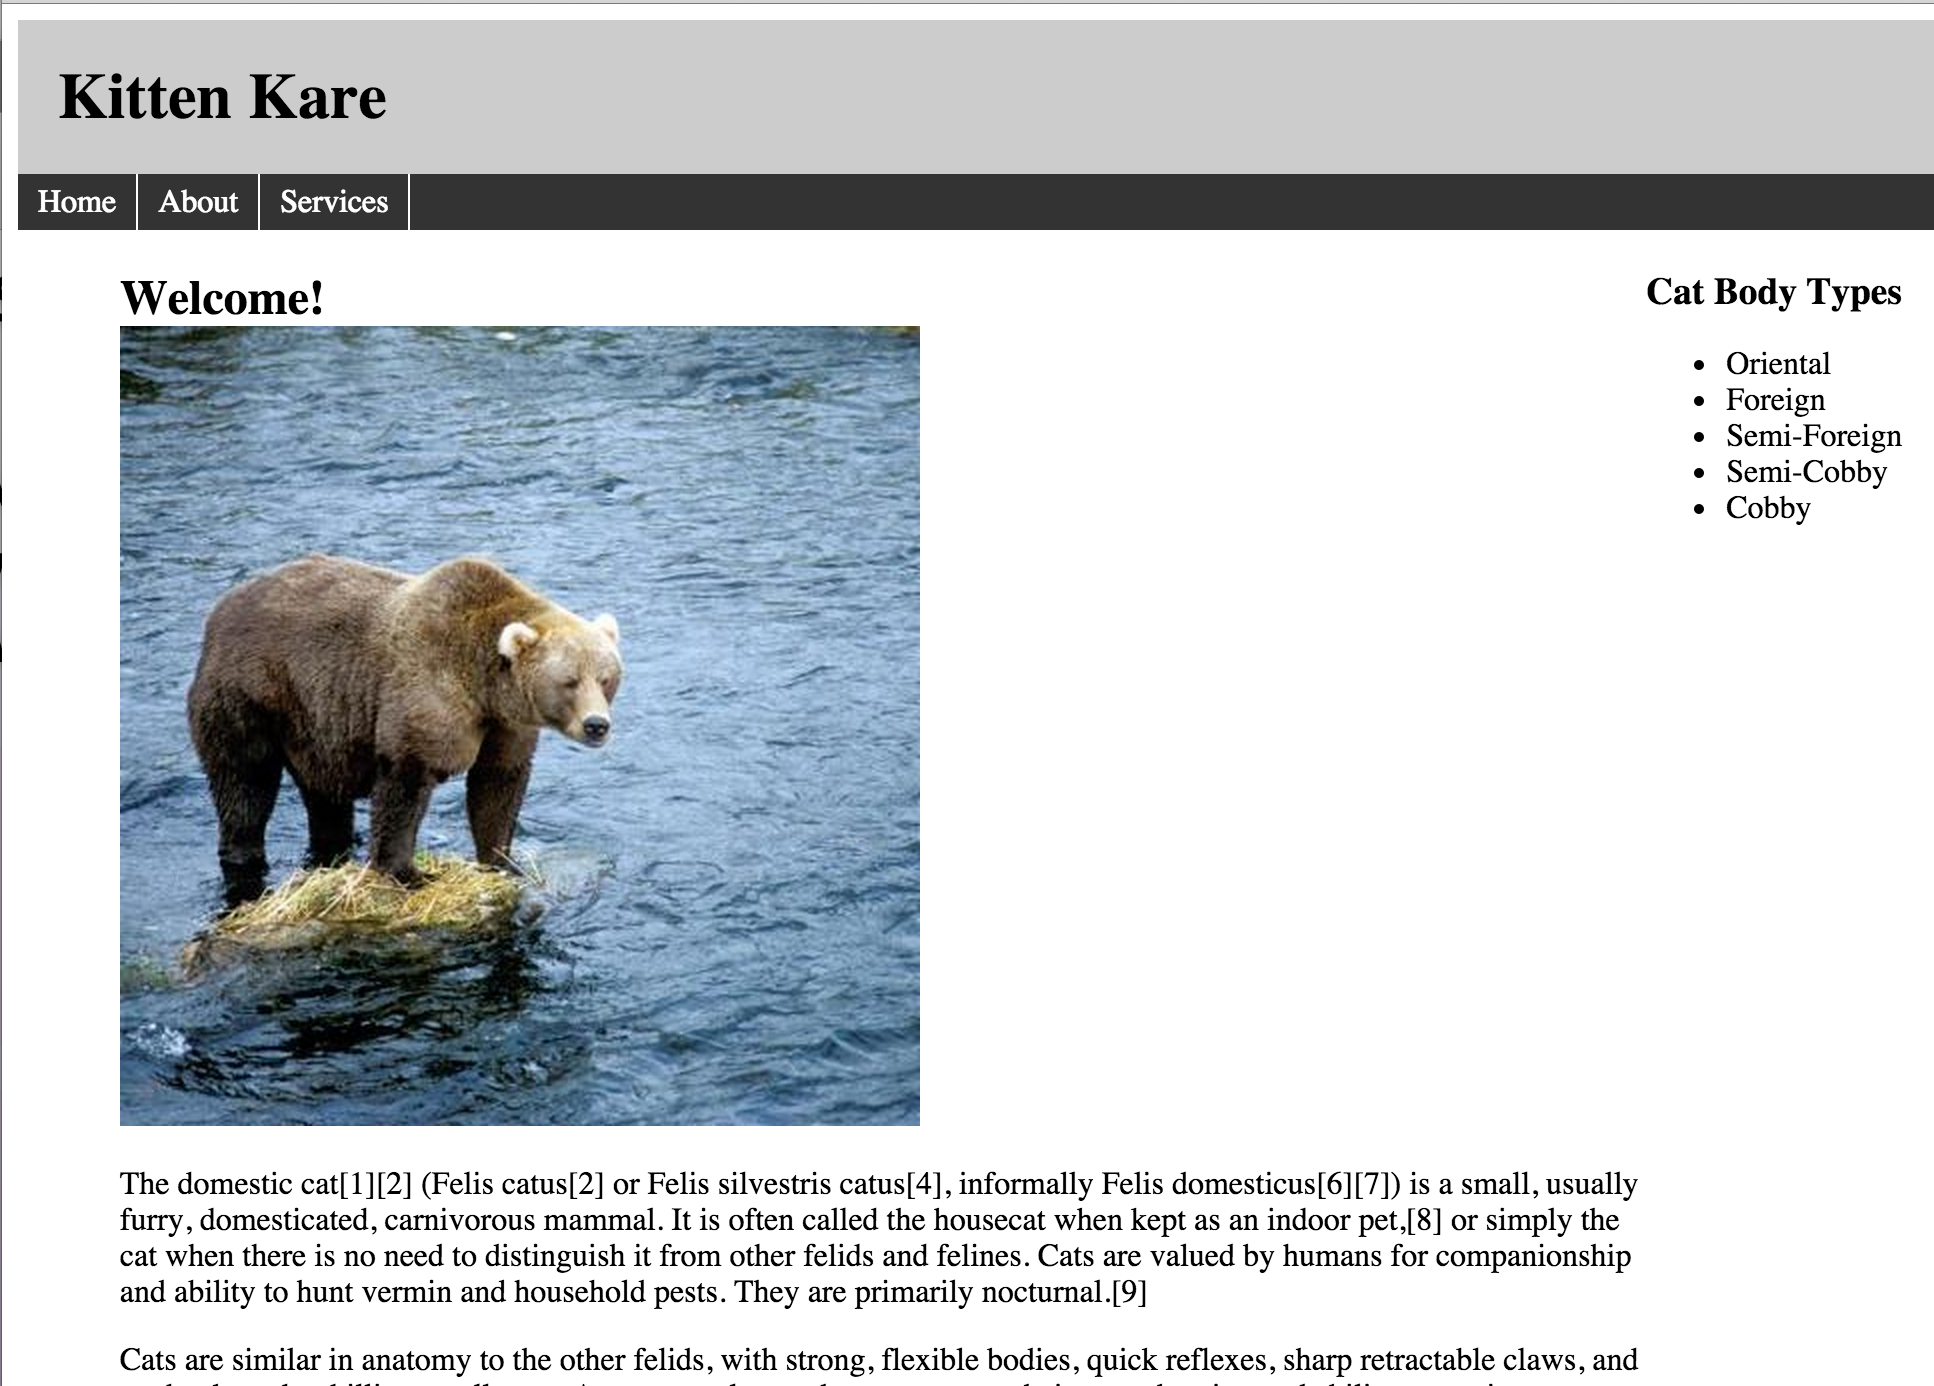 Kitten Kare
Home
About
Services
Welcome!
Cat Body Types
Oriental
Foreign
Semi-Foreign
Semi-Cobby
Cobby
The domestic cat[1][2] (Felis catus[2] or Felis silvestris catus[4], informally Felis domesticus[6][7]) is a small, usually
furry, domesticated, carnivorous mammal. It is often called the housecat when kept as an indoor pet,[8] or simply the
cat when there is no need to distinguish it from other felids and felines. Cats are valued by humans for companionship
and ability to hunt vermin and household pests. They are primarily nocturnal.[9]
Cats are similar in anatomy to the other felids, with strong, flexible bodies, quick reflexes, sharp retractable claws, and